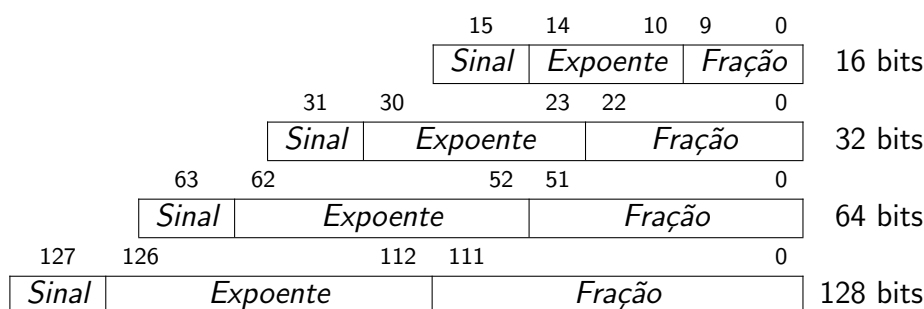 15 14 10 9 0
Sinal Expoente Fração 16 bits
31 30 23 22 0
Sinal Expoente Fração 32 bits
63 62 52 51 0
Sinal Expoente Fração 64 bits
127 126 112 111 0
Sinal Expoente Fração 128 bits